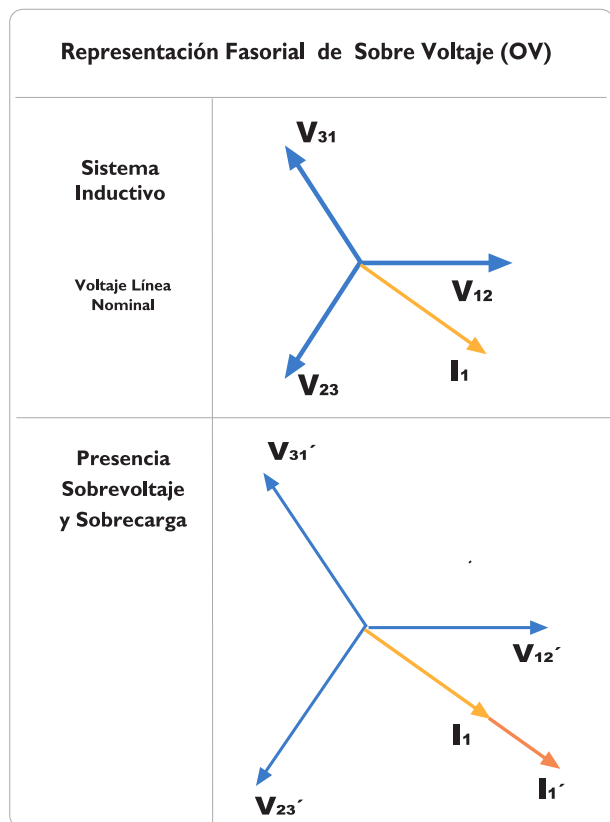 Representación Fasorial de Sobre Voltaje (OV)
Sistema
Inductivo
Voltaje Línea
Nominal
V31
V12
I1
V23
Presencia
Sobrevoltaje
y Sobrecarga
V31´
V12´
I1
I1´
V23´